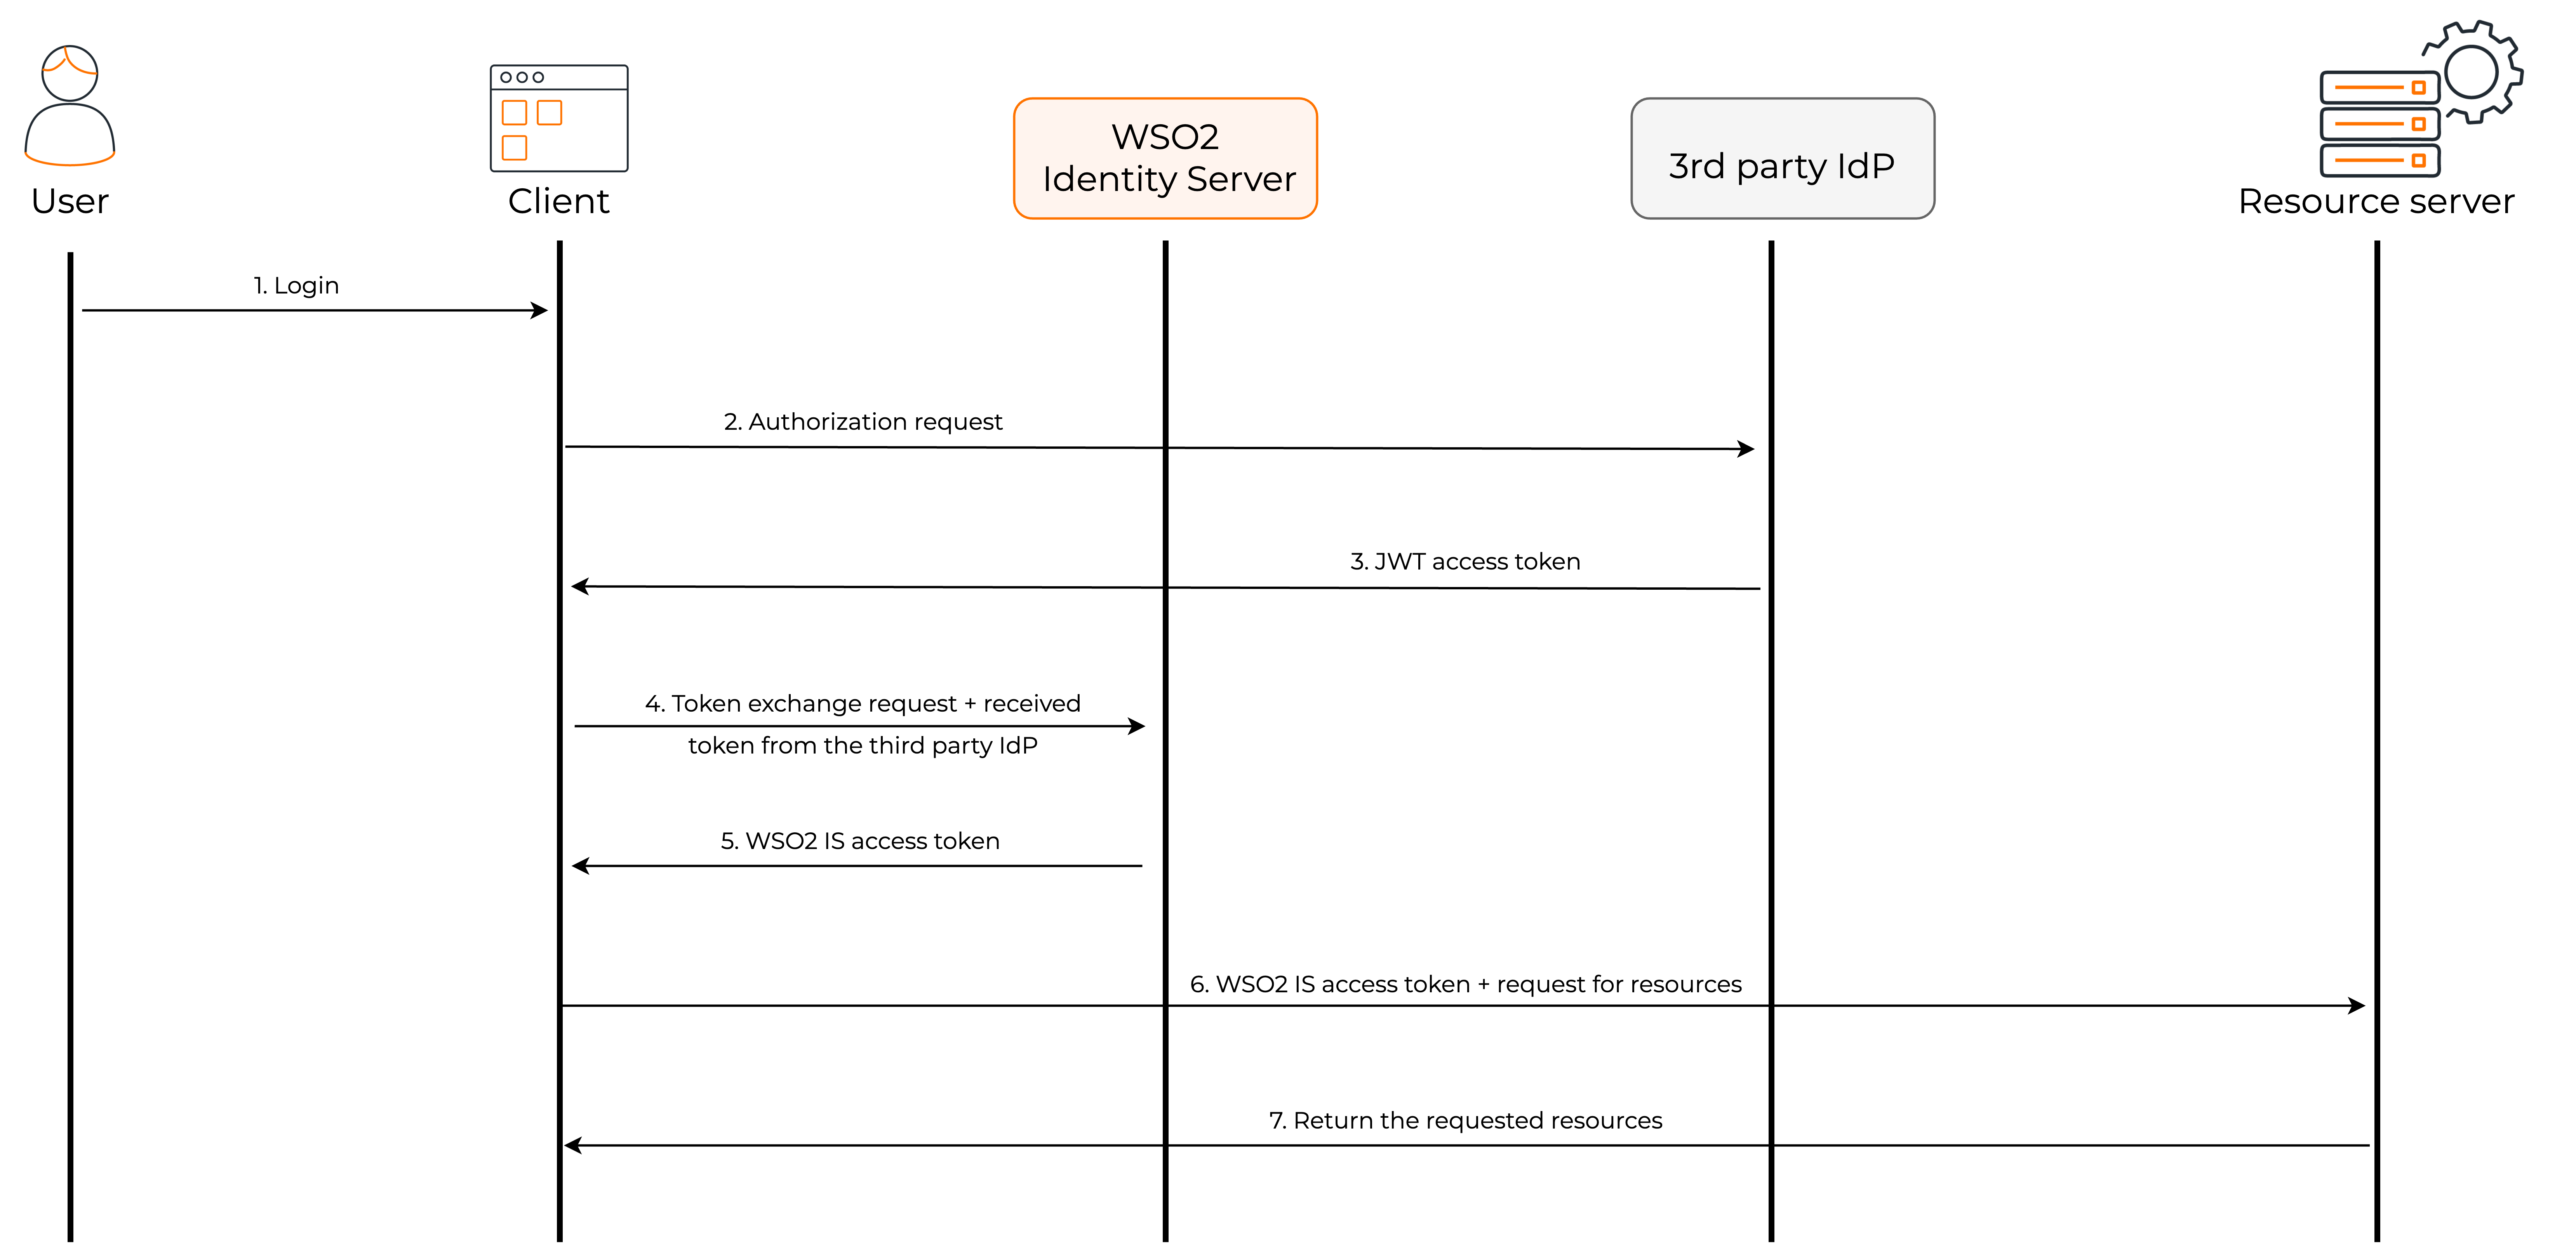 User
Client
WSO2
Identity Server
3rd party IdP
Resource server
1. Login
2. Authorization request
3. JWT access token
4. Token exchange request + received
token from the third party IdP
5. WSO2 IS access token
6. WSO2 IS access token + request for resources
7. Return the requested resources